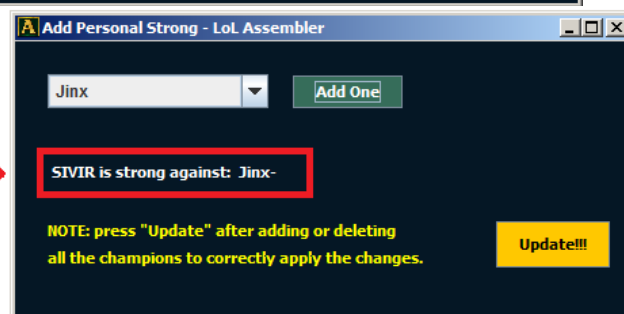 A Add Personal Strong - LoL Assembler
Jinx Add One
SIVIR is strong against: Jinx-
NOTE: press "Update" after adding or deleting
all the champions to correctly apply the changes.
Update!!!